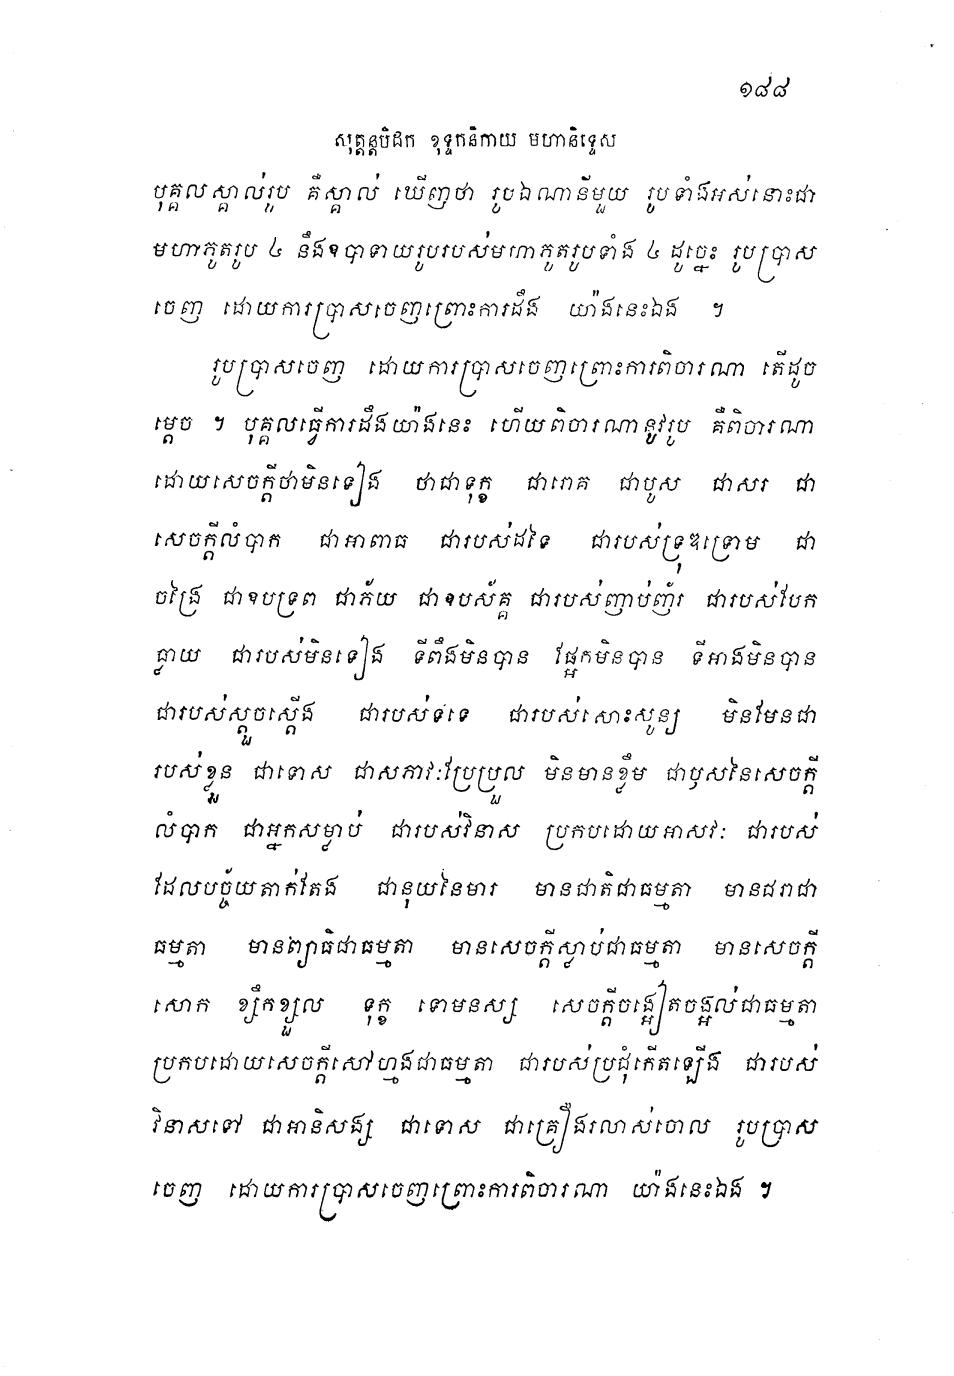 ១៨៨
សុត្តន្តបិដក ខុទ្ទកនិកាយ មហានិទ្ទេស
បុគ្គលស្គាល់រូប គឺស្គាល់ ឃើញថា រូបឯណានីមួយ រូបទាំងអស់នោះជា
មហាភូតរូប ៤ នឹងឧបាទាយរូបរបស់មហាភូតរូបទាំង ៤ ដូច្នេះ រូបប្រាស
ចេញ ដោយការប្រាសចេញព្រោះការដឹង យ៉ាងនេះឯង ។
រូបប្រាសចេញ ដោយការប្រាសចេញព្រោះការពិចារណា តើដូច
ម្តេច ។ បុគ្គលធ្វើការដឹងយ៉ាងនេះ ហើយពិចារណានូវរូប គឺពិចារណា
ដោយសេចក្តីថាមិនទៀង ថាជាទុក្ខ ជារោគ ជាបូស ជាសរ ជា
សេចក្តីលំបាក ជាអាពាធ ជារបស់ដទៃ ជារបស់ទ្រុឌទ្រោម ជា
ចង្រៃ ជាឧបទ្រព ជាភ័យ ជាឧបស័គ្គ ជារបស់ញាប់ញ័រ ជារបស់បែក
ធ្លាយ ជារបស់មិនទៀង ទីពឹងមិនបាន ផ្អែកមិនបាន ទីអាងមិនបាន
ជារបស់ស្តួចស្តើង ជារបស់ទទេ ជារបស់សោះសូន្យ មិនមែនជា
របស់ខ្លួន ជាទោស ជាសភាវៈប្រែប្រួល មិនមានខ្លឹម ជាឫសនៃសេចក្តី
លំបាក ជាអ្នកសម្លាប់ ជារបស់វិនាស ប្រកបដោយអាសវៈ ជារបស់
ដែលបច្ច័យតាក់តែង ជានុយនៃមារ មានជាតិជាធម្មតា មានជរាជា
ធម្មតា មានព្យាធិជាធម្មតា មានសេចក្តីស្លាប់ជាធម្មតា មានសេចក្តី
សោក ខ្សឹកខ្សួល ទុក្ខ ទោមនស្ស សេចក្តីចង្អៀតចង្អល់ជាធម្មតា
ប្រកបដោយសេចក្តីសៅហ្មងជាធម្មតា ជារបស់ប្រជុំកើតឡើង ជារបស់
វិនាសទៅ ជាអានិសង្ស ជាទោស ជាគ្រឿងរលាស់ចោល រូបប្រាស
ចេញ ដោយការប្រាសចេញព្រោះការពិចារណា យ៉ាងនេះឯង ។